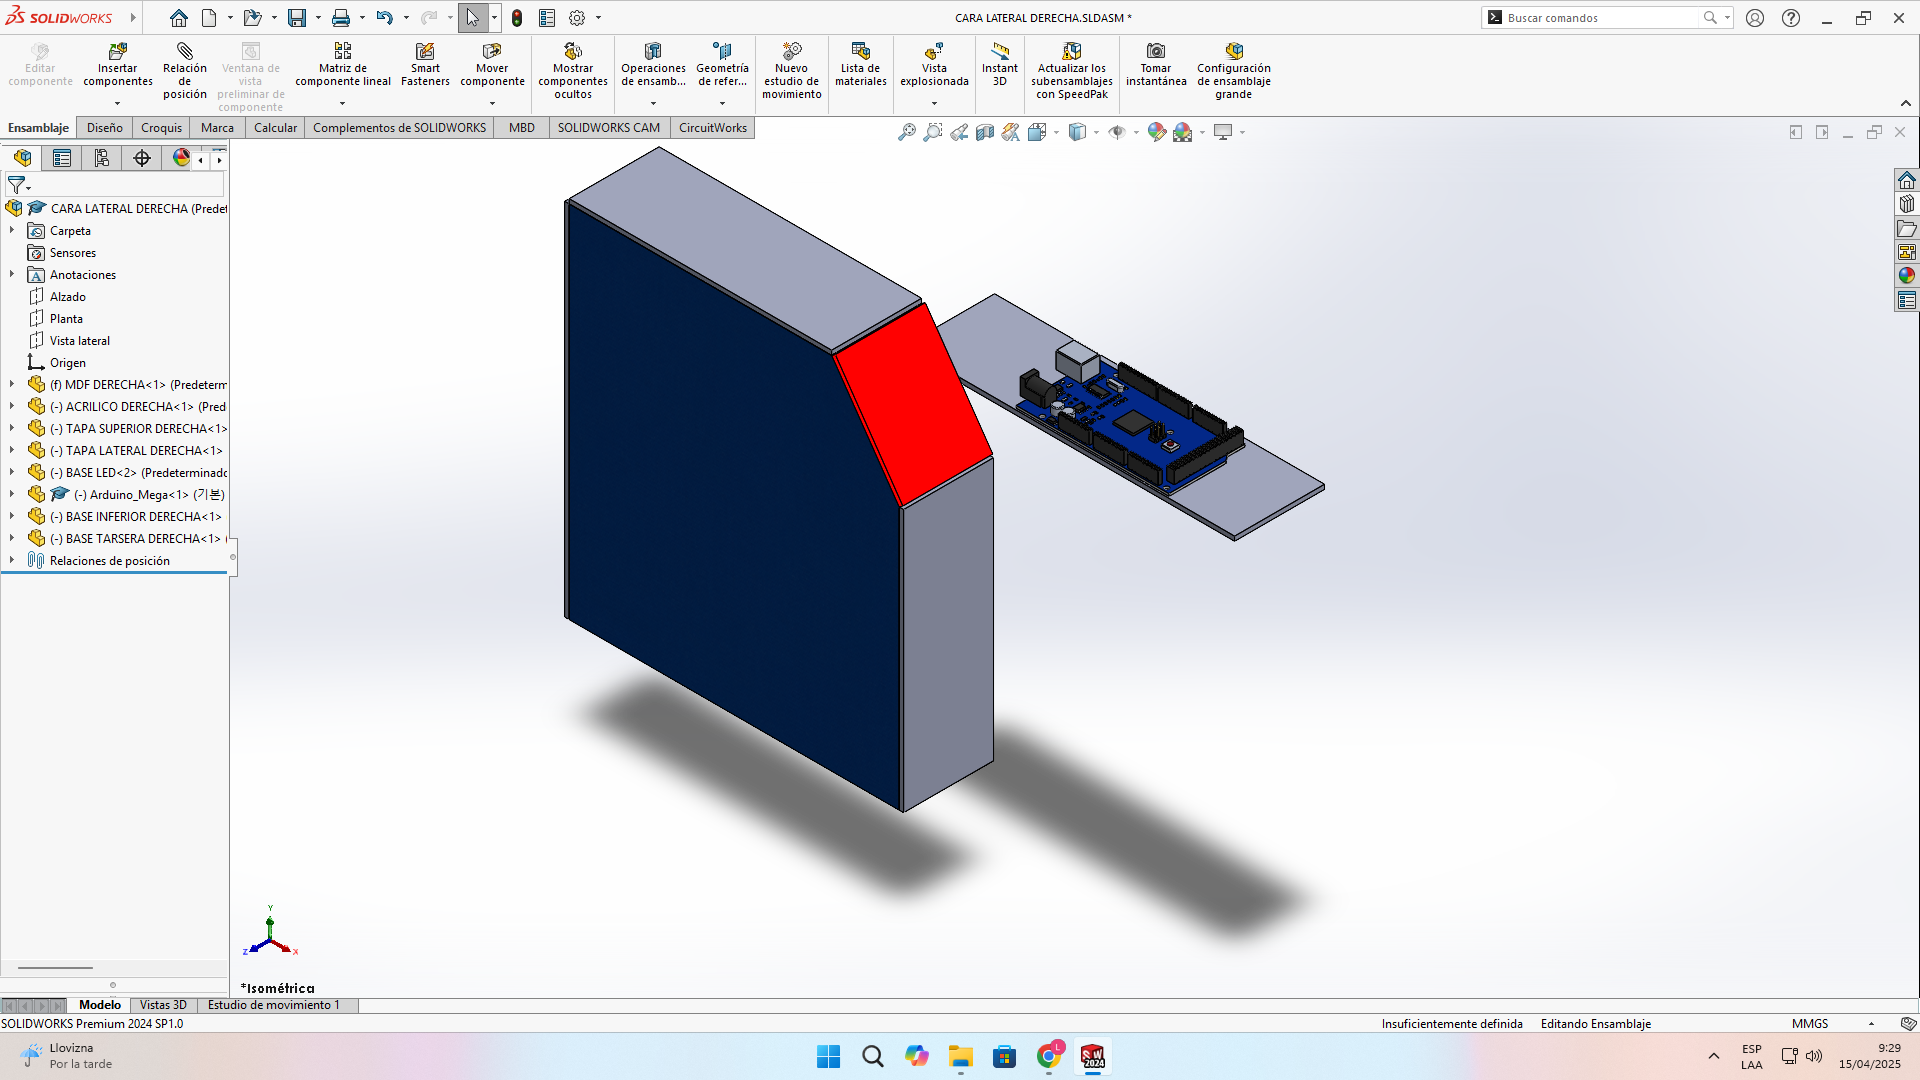 SOLIDWORKS
CARA LATERAL DERECHA.SLDASM *
Buscar comandos
Editar componente
Insertar componentes
Relación de posición
Ventana de vista preliminar de componente
Matriz de componente lineal
Smart Fasteners
Mover componente
Mostrar componentes ocultos
Operaciones de ensamb...
Geometría de refer...
Nuevo estudio de movimiento
Lista de materiales
Vista explosionada
Instant 3D
Actualizar los subensamblajes con SpeedPak
Tomar instantánea
Configuración de ensamblaje grande
Ensamblaje
Diseño
Croquis
Marca
Calcular
Complementos de SOLIDWORKS
MBD
SOLIDWORKS CAM
CircuitWorks
CARA LATERAL DERECHA (Predet
Carpeta
Sensores
Anotaciones
Alzado
Planta
Vista lateral
Origen
(f) MDF DERECHA<1> (Predeterm
(-) ACRILICO DERECHA<1> (Pred
(-) TAPA SUPERIOR DERECHA<1>
(-) TAPA LATERAL DERECHA<1>
(-) BASE LED<2> (Predeterminado
(-) Arduino_Mega<1> (기본)
(-) BASE INFERIOR DERECHA<1>
(-) BASE TARSERA DERECHA<1> (
Relaciones de posición
Y
Z
X
*Isométrica
Modelo
Vistas 3D
Estudio de movimiento 1
SOLIDWORKS Premium 2024 SP1.0
Insuficientemente definida
Editando Ensamblaje
MMGS
Llovizna
Por la tarde
L
SW
2024
ESP
LAA
9:29
15/04/2025